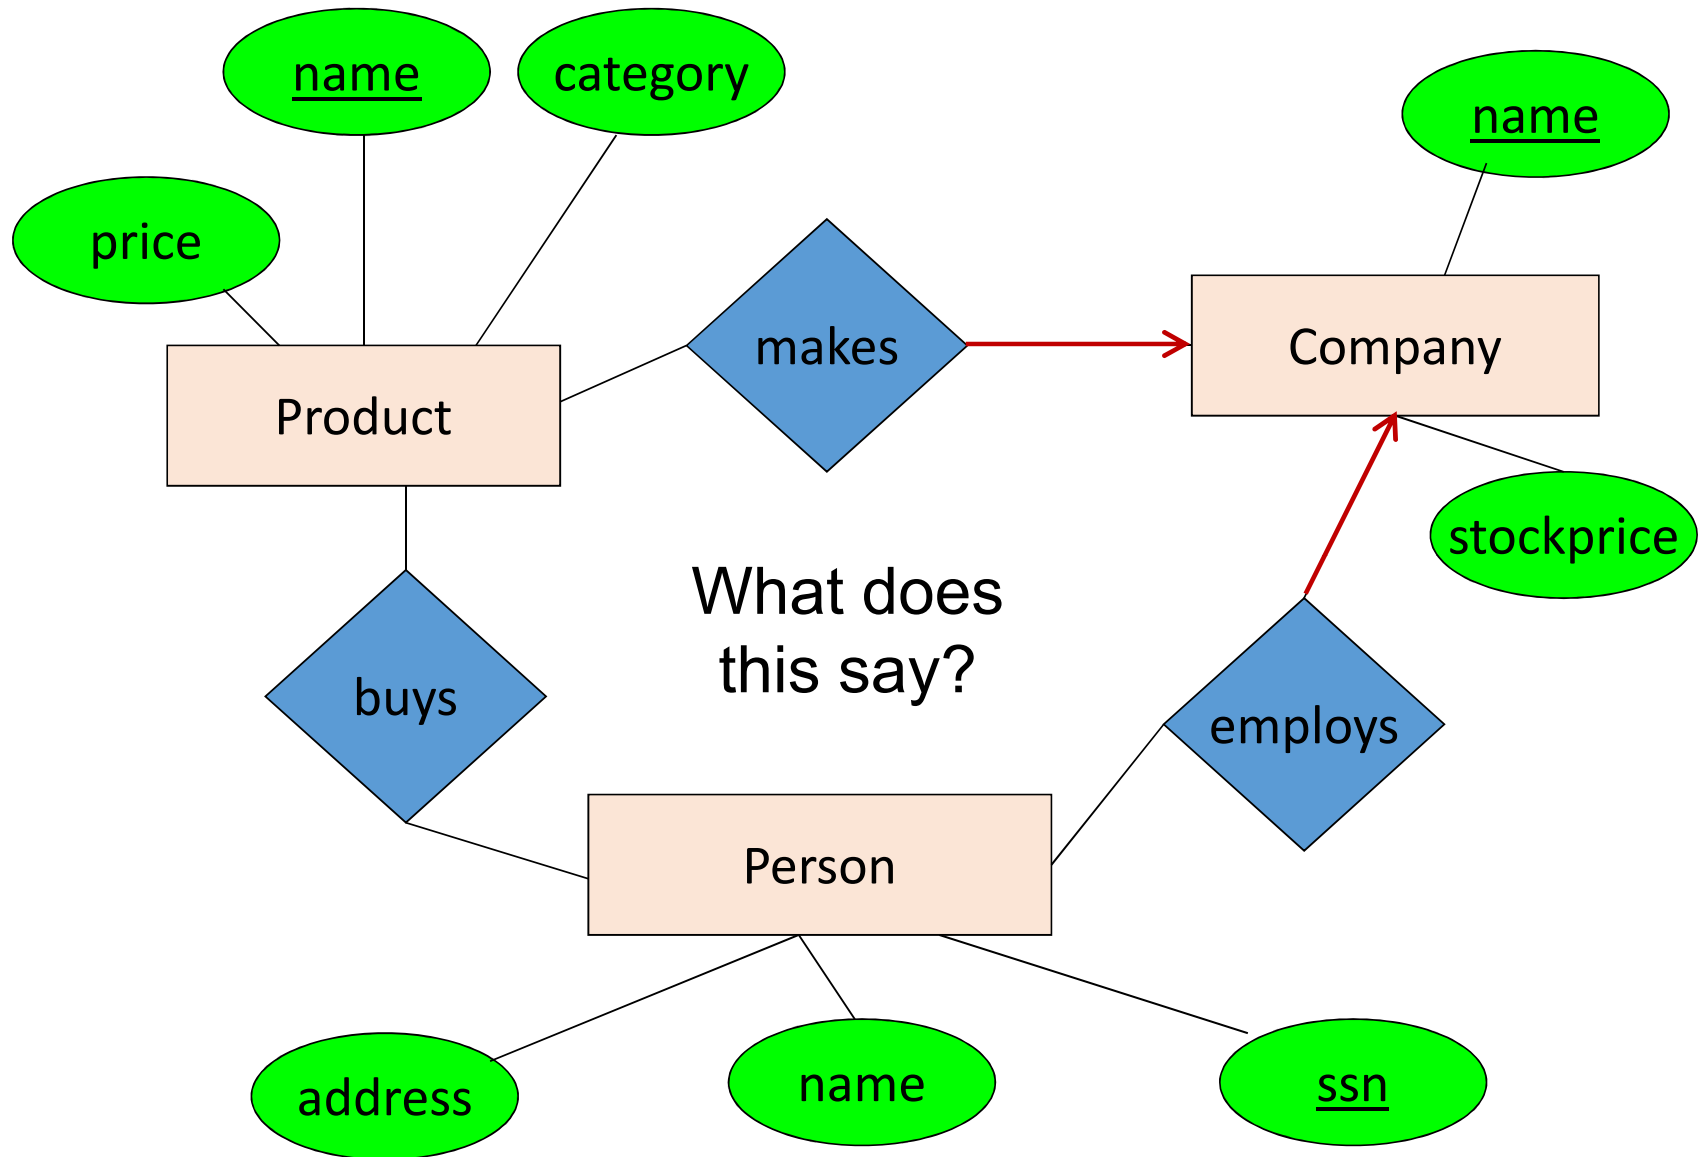 name
category
name
price
makes
Company
Product
stockprice
What does
this say?
buys
employs
Person
address
name
ssn